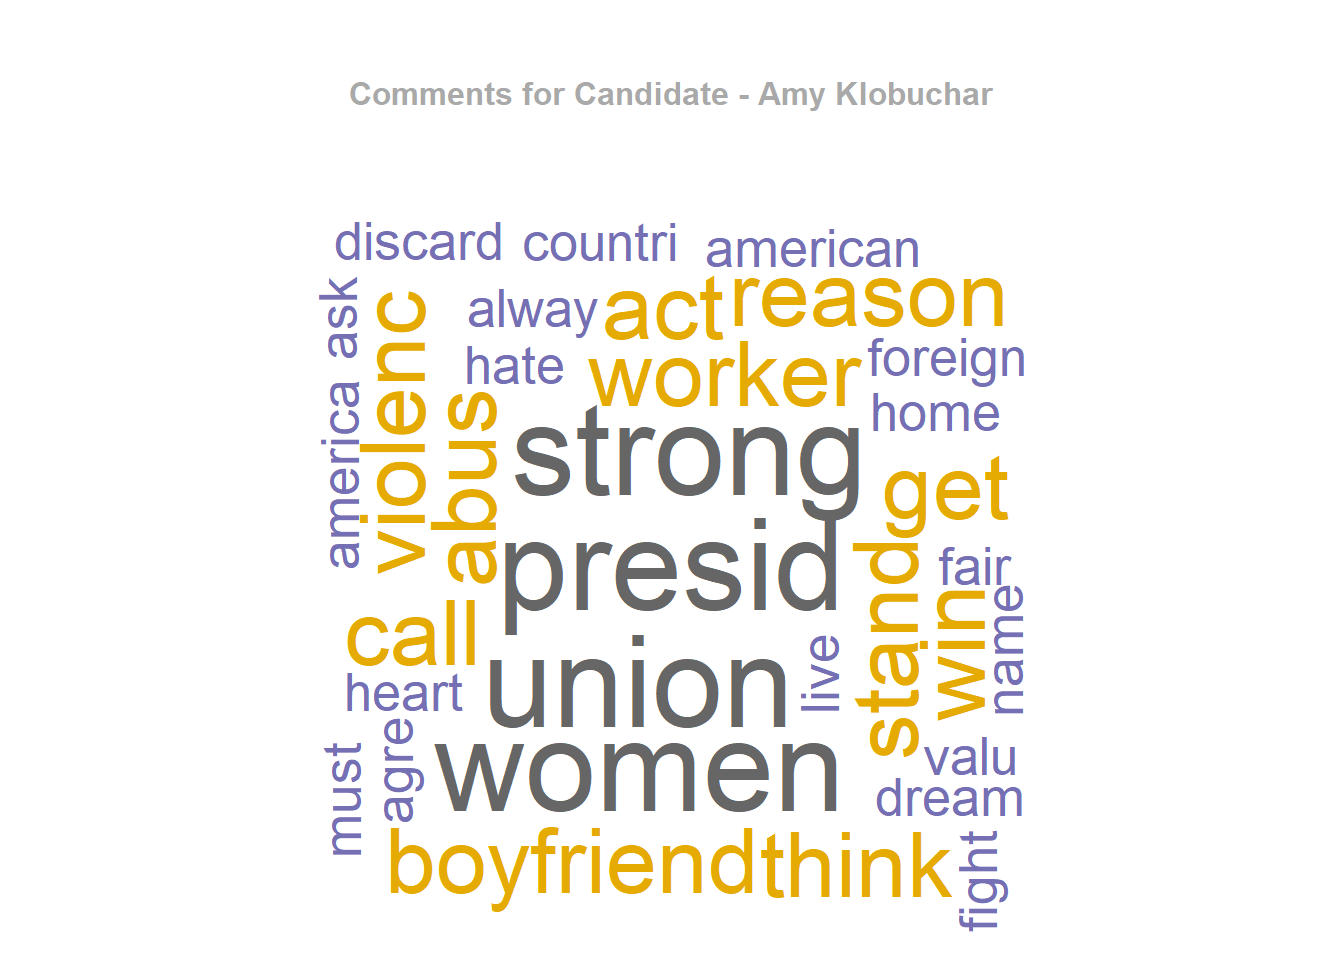 Comments for Candidate - Amy Klobuchar
discard
countri
american
ask
alway
act
reason
violenc
hate
worker
foreign
america
abus
strong
home
get
presid
stand
fair
win
name
call
union
live
heart
must
agre
women
valu
dream
boyfriend
think
fight